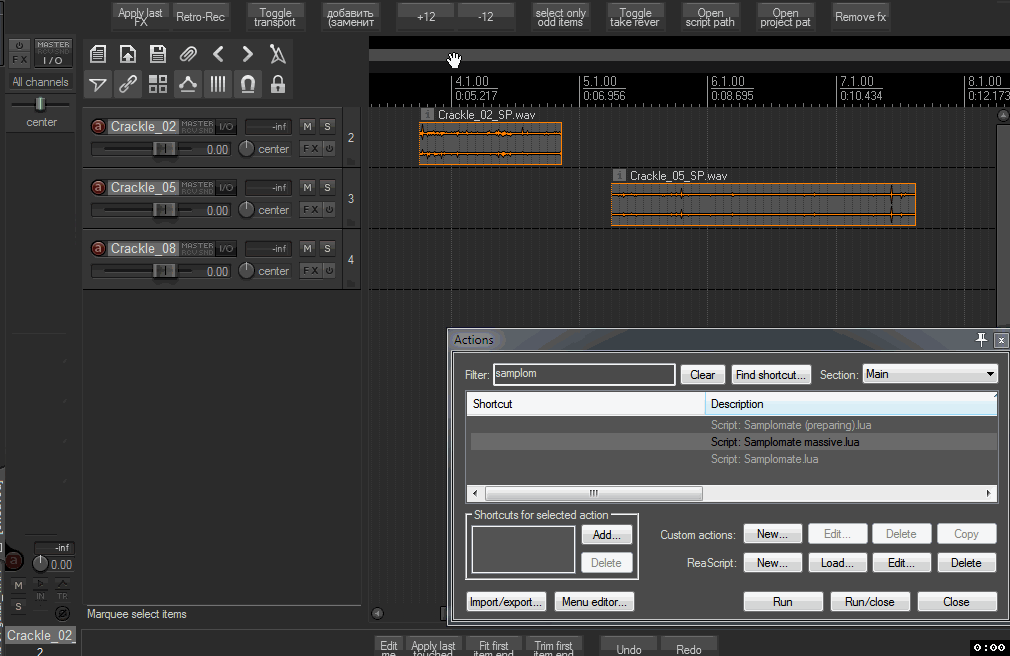 Apply last
FX
Retro-Rec
Toggle
transport
добавить
(заменит
+12
-12
select only
odd items
Toggle
take rever
Open
script path
Open
project pat
Remove fx
MASTER
FX
I/O
All channels
center
4.1.00
0:05.217
5.1.00
0:06.956
6.1.00
0:08.695
7.1.00
0:10.434
8.1.00
0:12.173
Crackle_02_SP.wav
Crackle_02
MASTER
I/O
-inf
M
S
2
0.00
center
FX
Crackle_05_SP.wav
Crackle_05
MASTER
I/O
-inf
M
S
3
0.00
center
FX
Crackle_08
MASTER
I/O
-inf
M
S
4
0.00
center
FX
Actions
Filter:
samplom
Clear
Find shortcut...
Section:
Main
Shortcut
Description
Script: Samplomate (preparing).lua
Script: Samplomate massive.lua
Script: Samplomate.lua
Shortcuts for selected action
Add...
Delete
Custom actions:
New...
Edit...
Delete
Copy
ReaScript:
New...
Load...
Edit...
Delete
Import/export...
Menu editor...
Run
Run/close
Close
-inf
0.00
M
IN
TR
S
Marquee select items
Crackle_02_
2
Edit
me
Apply last
touched
Fit first
item end
Trim first
item end
Undo
Redo
0:00